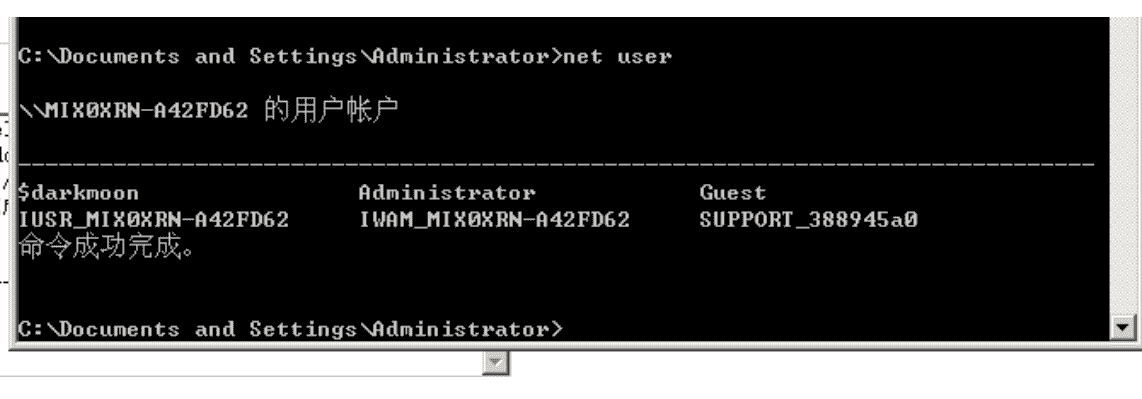 C:\Documents and Settings\Administrator>net user
\\MIX0XRN-A42FD62 的用户帐户
-------------------------------------------------------------------------------
$darkmoon Administrator Guest
IUSR_MIX0XRN-A42FD62 IWAM_MIX0XRN-A42FD62 SUPPORT_388945a0
命令成功完成。
C:\Documents and Settings\Administrator>